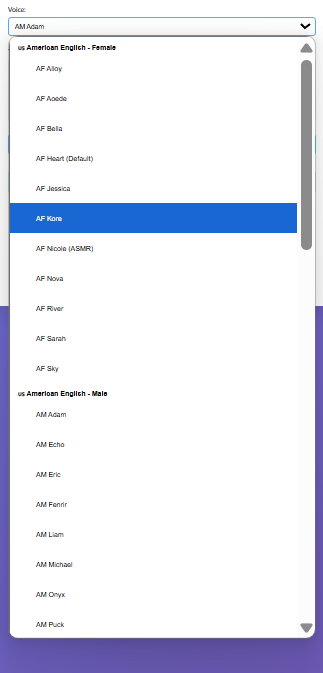 Voice:
AM Adam
us American English - Female
AF Alloy
AF Aoede
AF Bella
AF Heart (Default)
AF Jessica
AF Kore
AF Nicole (ASMR)
AF Nova
AF River
AF Sarah
AF Sky
us American English - Male
AM Adam
AM Echo
AM Eric
AM Fenrir
AM Liam
AM Michael
AM Onyx
AM Puck